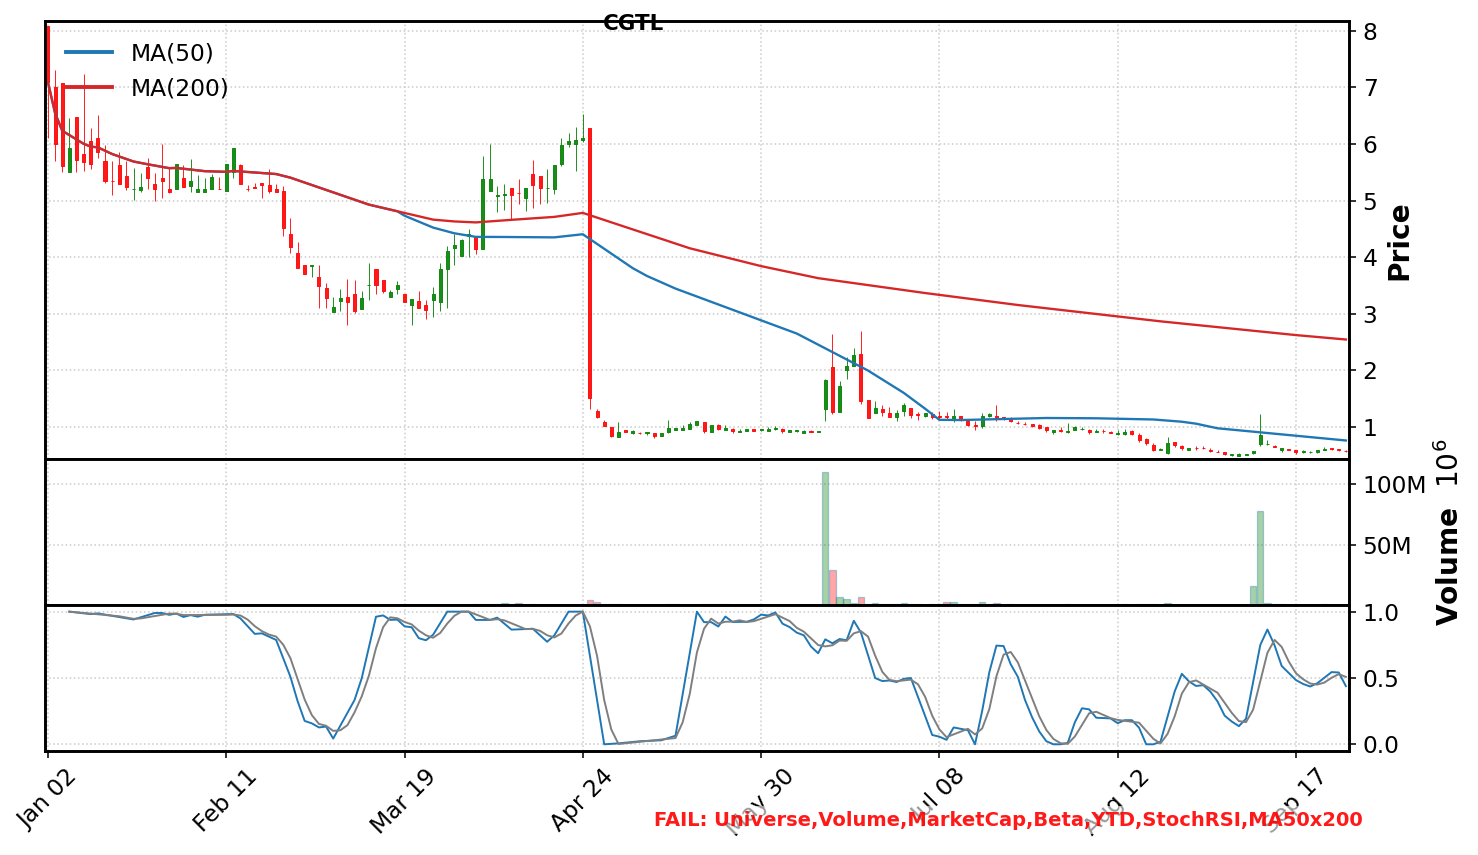 CGTL
MA(50)
MA(200)
8
7
6
5
4
3
2
1
Price
100M
50M
Volume 10^6
1.0
0.5
0.0
Jan 02
Feb 11
Mar 19
Apr 24
May 30
Jul 08
Aug 12
Sep 17
FAIL: Universe,Volume,MarketCap,Beta,YTD,StochRSI,MA50x200